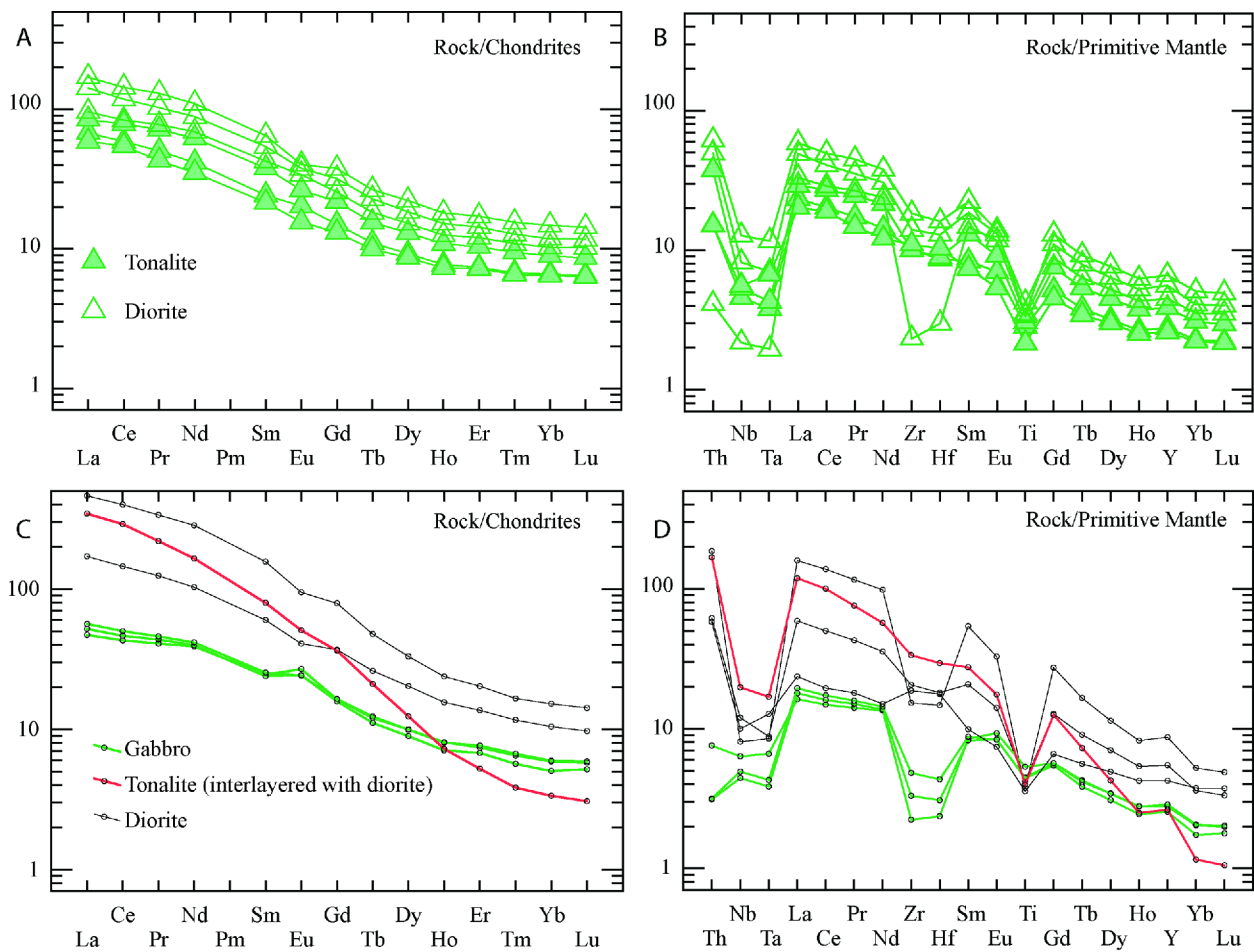 A
Rock/Chondrites
100
10
1
Tonalite
Diorite
Ce Nd Sm Gd Dy Er Yb
La Pr Pm Eu Tb Ho Tm Lu
B
Rock/Primitive Mantle
100
10
1
Nb La Pr Zr Sm Ti Tb Ho Yb
Th Ta Ce Nd Hf Eu Gd Dy Y Lu
C
Rock/Chondrites
100
10
1
Gabbro
Tonalite (interlayered with diorite)
Diorite
Ce Nd Sm Gd Dy Er Yb
La Pr Pm Eu Tb Ho Tm Lu
D
Rock/Primitive Mantle
100
10
1
Nb La Pr Zr Sm Ti Tb Ho Yb
Th Ta Ce Nd Hf Eu Gd Dy Y Lu